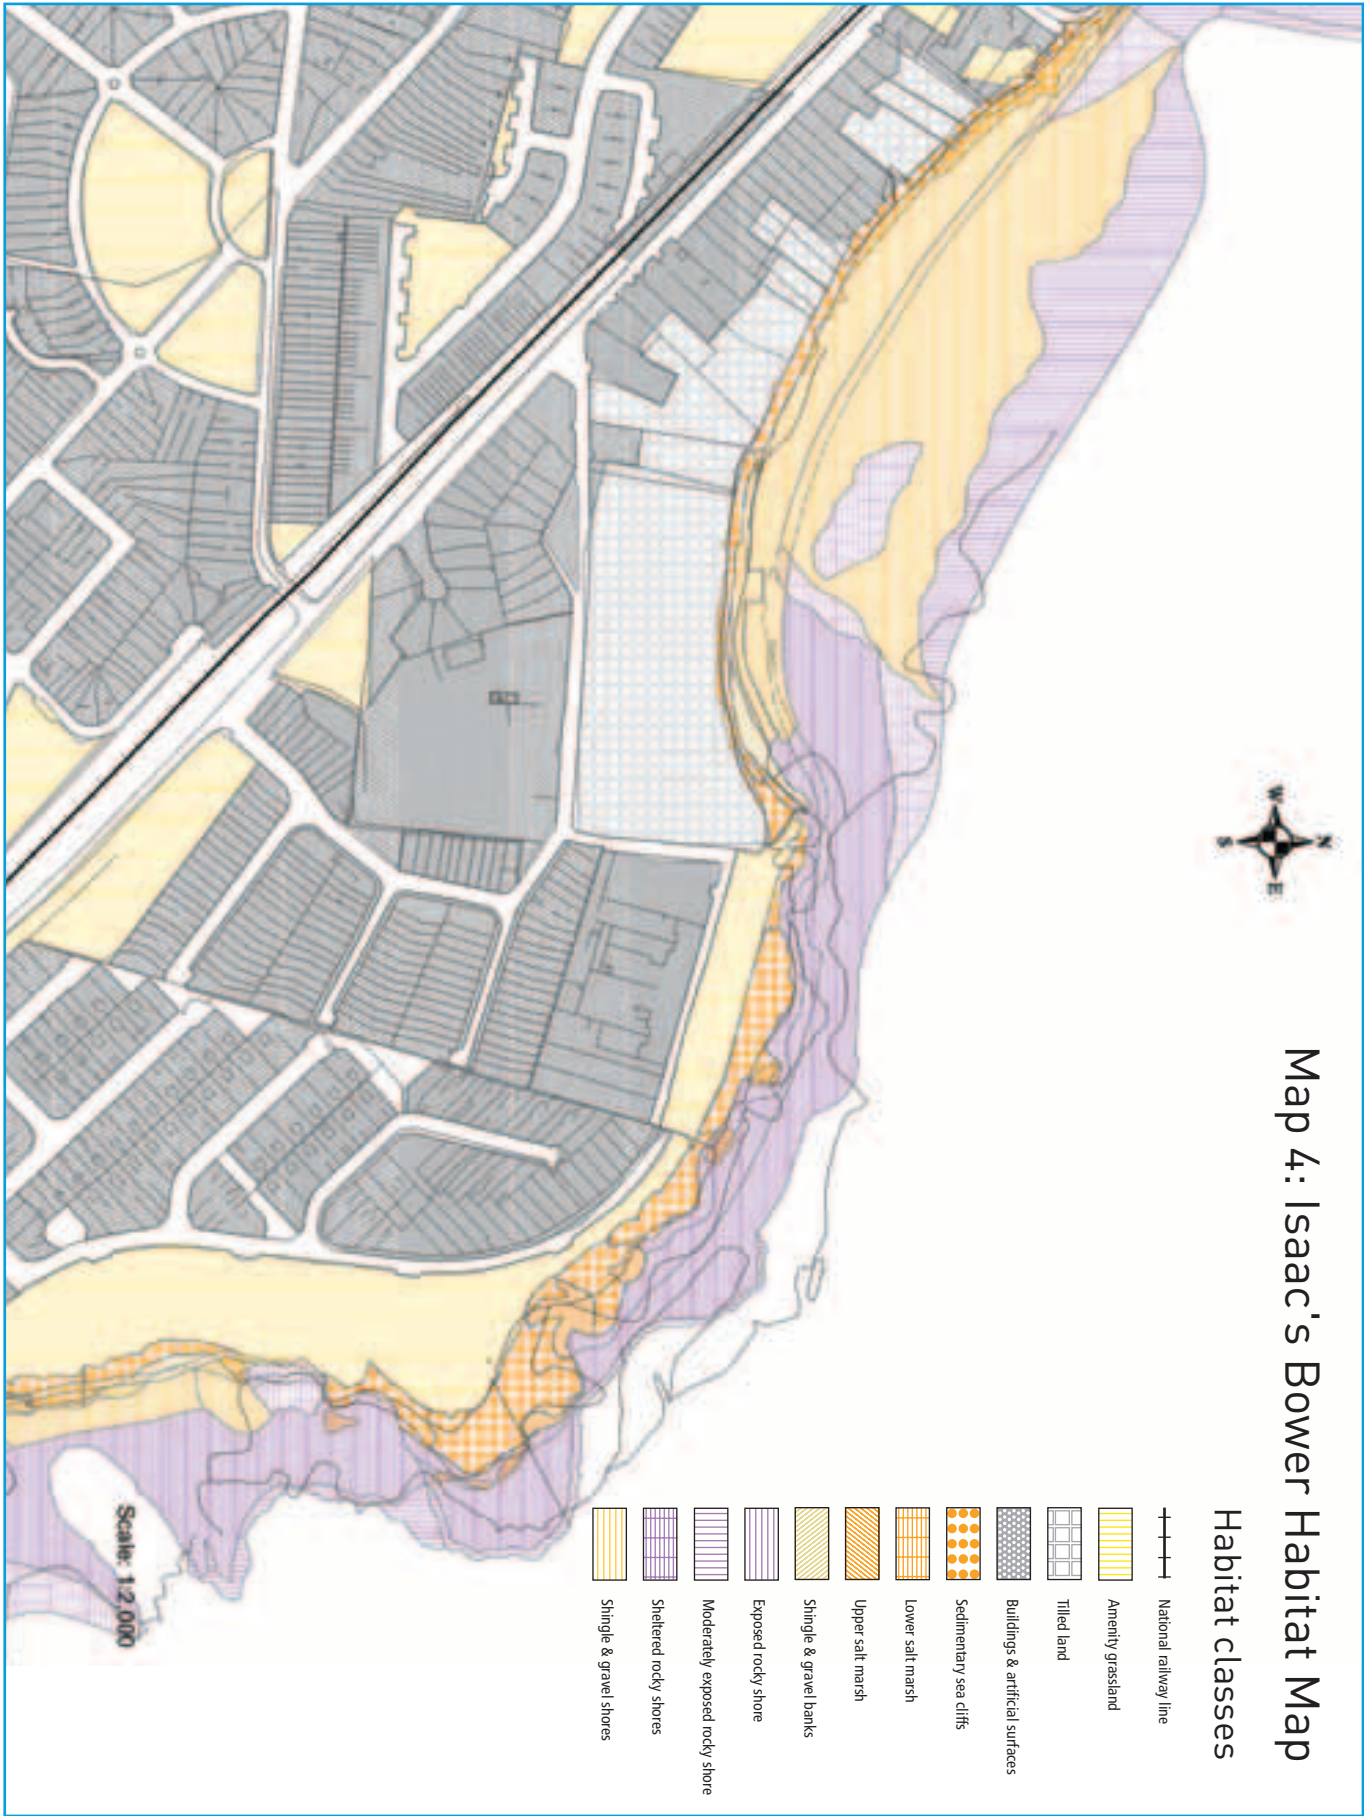 Map 4: Isaac's Bower Habitat Map
Habitat classes
National railway line
Amenity grassland
Tilled land
Buildings & artificial surfaces
Sedimentary sea cliffs
Lower salt marsh
Upper salt marsh
Shingle & gravel banks
Exposed rocky shore
Moderately exposed rocky shore
Sheltered rocky shores
Shingle & gravel shores
N
W
E
S
Scale: 1:2,000